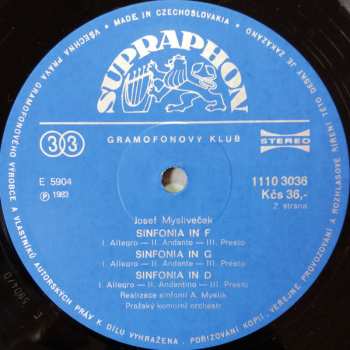 • MADE IN CZECHOSLOVAKIA •
VŠECHNA PRÁVA GRAMOFONOVÉHO VÝROBCE A VLASTNÍKŮ AUTORSKÝCH PRÁV K DÍLU VYHRAZENA. POŘIZOVÁNÍ KOPIÍ, VEŘEJNÉ PROVOZOVÁNÍ A ROZHLASOVÉ ŠÍŘENÍ TÉTO DESKY JE ZAKÁZÁNO
SUPRAPHON
GRAMOFONOVÝ KLUB
33
STEREO
E 5904
℗ 1983
1110 3036
Kčs 36,-
2 strana
Josef Mysliveček
SINFONIA IN F
I. Allegro — II. Andante — III. Presto
SINFONIA IN G
I. Allegro — II. Andante — III. Presto
SINFONIA IN D
I. Allegro — II. Andantino — III. Presto
Realizace sinfonií A. Myslík
Pražský komorní orchestr